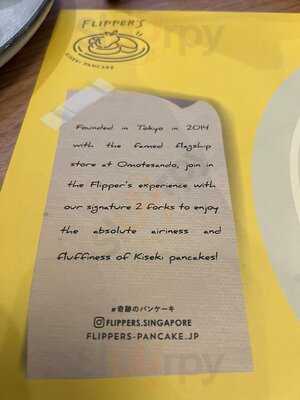 FLIPPER'S
KISEKI PANCAKE
Founded in Tokyo in 2014
with the famed flagship
store at Omotesando, join in
the Flipper's experience with
our signature 2 forks to enjoy
the absolute airiness and
fluffiness of Kiseki pancakes!
#奇跡のパンケーキ
FLIPPERS.SINGAPORE
FLIPPERS-PANCAKE.JP